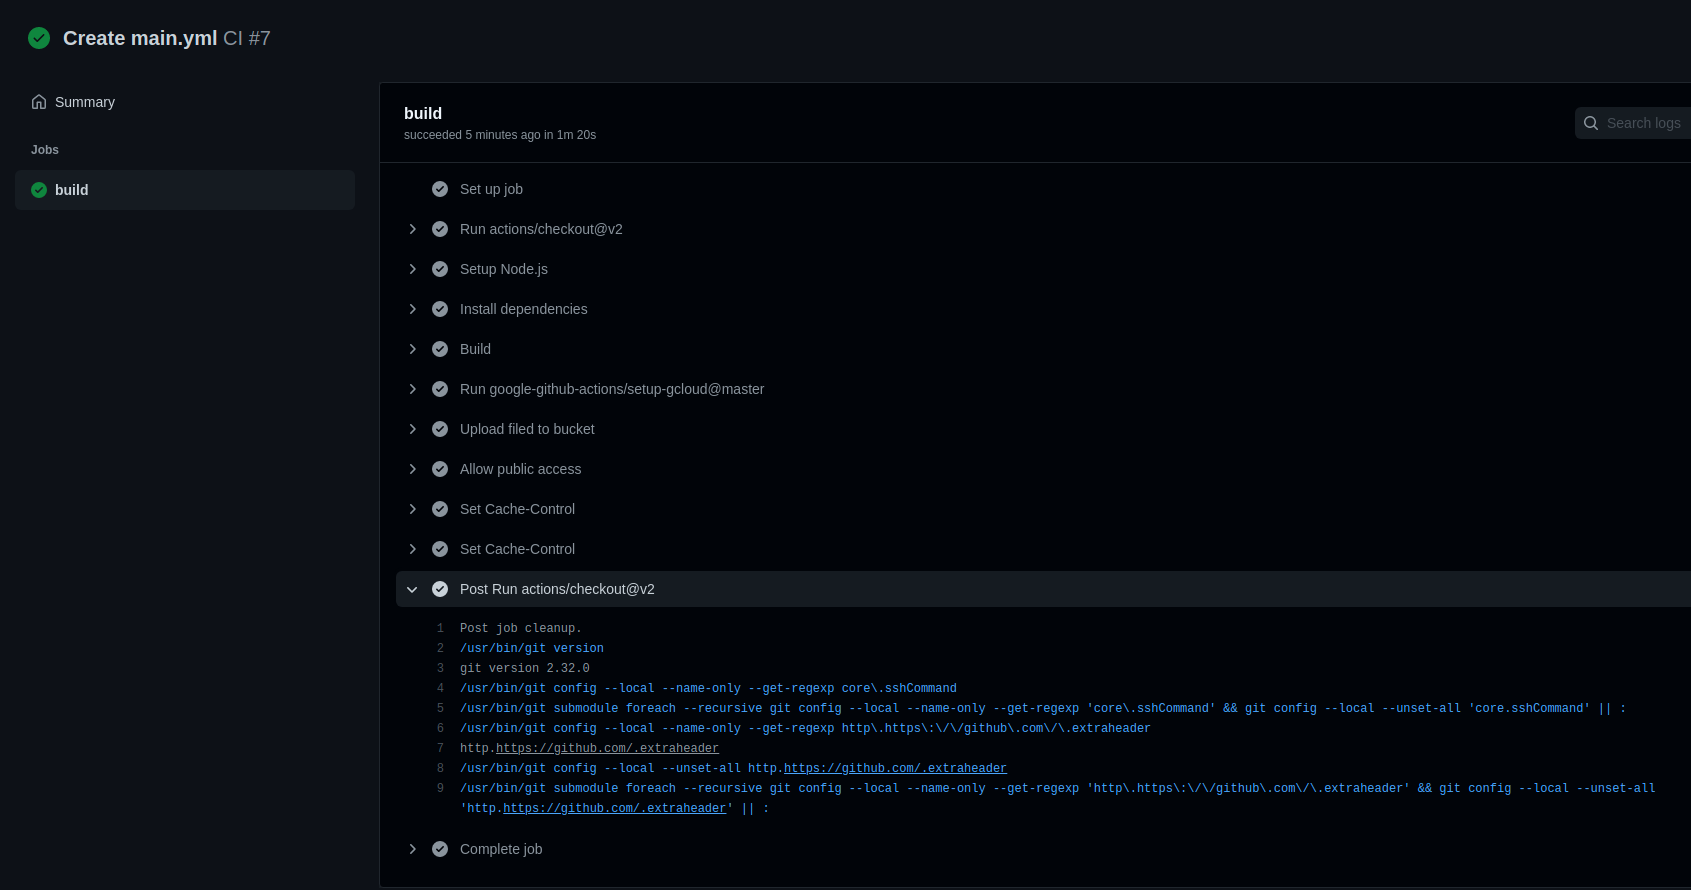 Create main.yml CI #7
Summary
Jobs
build
build
succeeded 5 minutes ago in 1m 20s
Search logs
Set up job
Run actions/checkout@v2
Setup Node.js
Install dependencies
Build
Run google-github-actions/setup-gcloud@master
Upload filed to bucket
Allow public access
Set Cache-Control
Set Cache-Control
Post Run actions/checkout@v2
1 Post job cleanup.
2 /usr/bin/git version
3 git version 2.32.0
4 /usr/bin/git config --local --name-only --get-regexp core\.sshCommand
5 /usr/bin/git submodule foreach --recursive git config --local --name-only --get-regexp 'core\.sshCommand' && git config --local --unset-all 'core.sshCommand' || :
6 /usr/bin/git config --local --name-only --get-regexp http\.https\:\/\/github\.com\/\.extraheader
7 http.https://github.com/.extraheader
8 /usr/bin/git config --local --unset-all http.https://github.com/.extraheader
9 /usr/bin/git submodule foreach --recursive git config --local --name-only --get-regexp 'http\.https\:\/\/github\.com\/\.extraheader' && git config --local --unset-all
'http.https://github.com/.extraheader' || :
Complete job